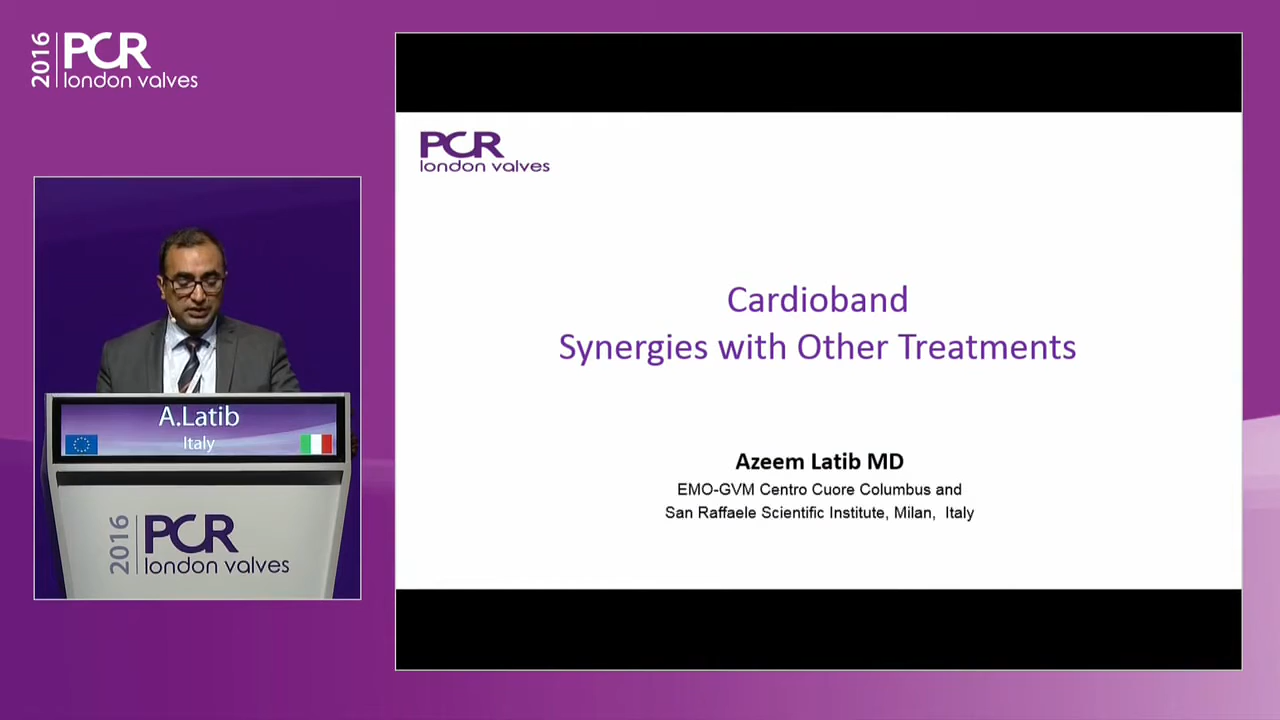 2016
PCR
london valves
PCR
london valves
Cardioband
Synergies with Other Treatments
Azeem Latib MD
EMO-GVM Centro Cuore Columbus and
San Raffaele Scientific Institute, Milan, Italy
A.Latib
Italy
2016
PCR
london valves